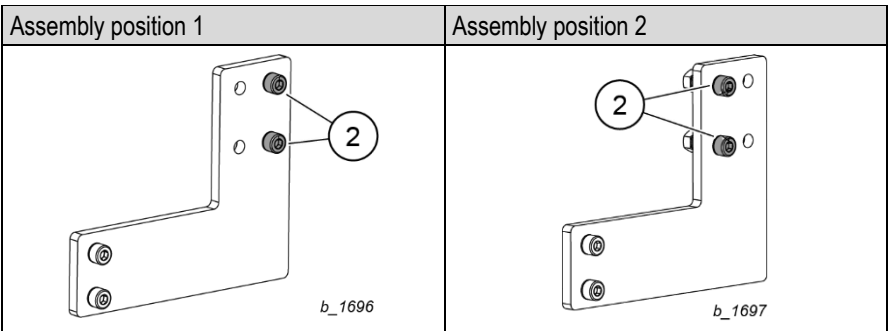 Assembly position 1
Assembly position 2
2
2
b_1696
b_1697